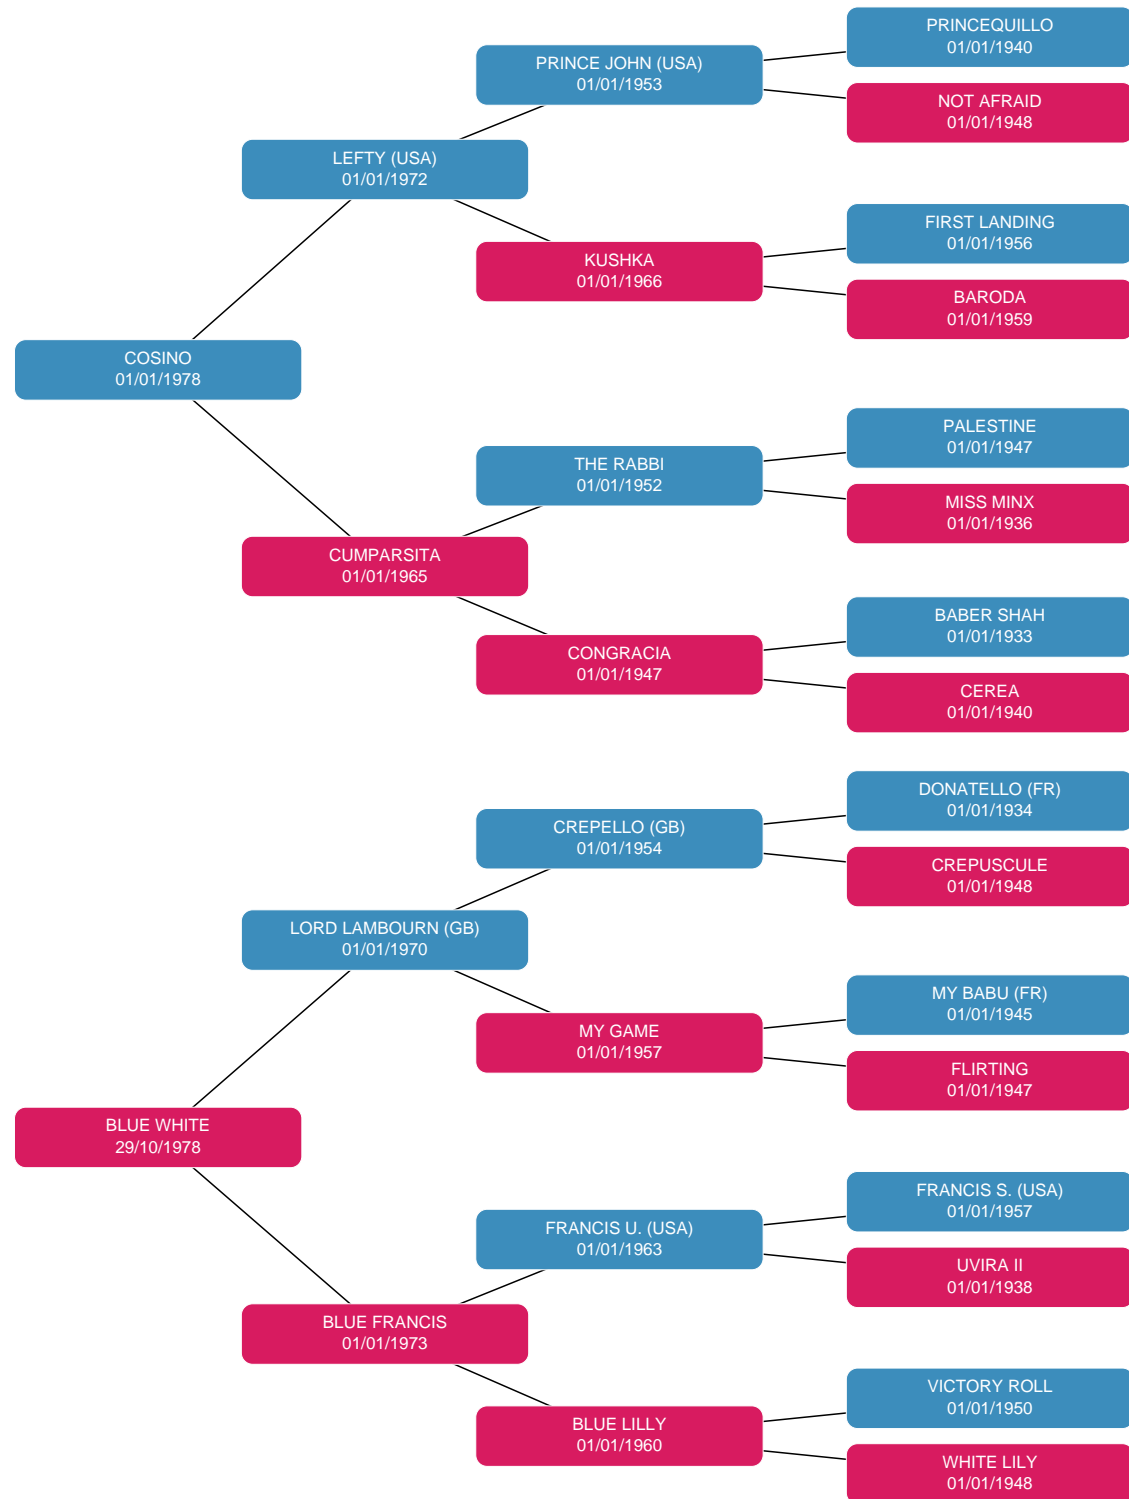 PRINCEQUILLO
01/01/1940
PRINCE JOHN (USA)
01/01/1953
NOT AFRAID
01/01/1948
LEFTY (USA)
01/01/1972
FIRST LANDING
01/01/1956
KUSHKA
01/01/1966
BARODA
01/01/1959
COSINO
01/01/1978
PALESTINE
01/01/1947
THE RABBI
01/01/1952
MISS MINX
01/01/1936
CUMPARSITA
01/01/1965
BABER SHAH
01/01/1933
CONGRACIA
01/01/1947
CEREA
01/01/1940
DONATELLO (FR)
01/01/1934
CREPELLO (GB)
01/01/1954
CREPUSCULE
01/01/1948
LORD LAMBOURN (GB)
01/01/1970
MY BABU (FR)
01/01/1945
MY GAME
01/01/1957
FLIRTING
01/01/1947
BLUE WHITE
29/10/1978
FRANCIS S. (USA)
01/01/1957
FRANCIS U. (USA)
01/01/1963
UVIRA II
01/01/1938
BLUE FRANCIS
01/01/1973
VICTORY ROLL
01/01/1950
BLUE LILLY
01/01/1960
WHITE LILY
01/01/1948